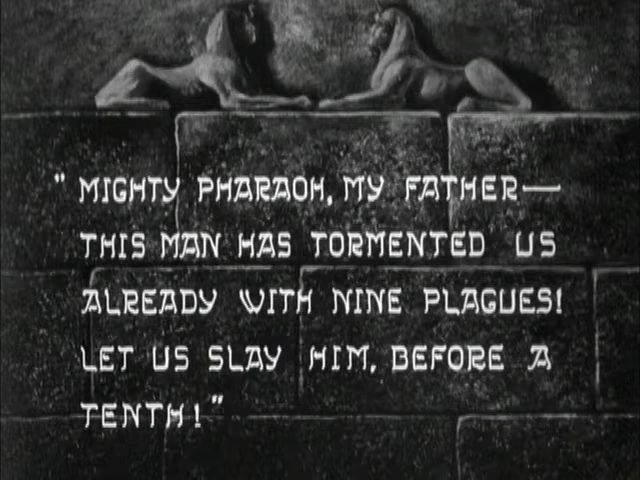 " MIGHTY PHARAOH, MY FATHER—
THIS MAN HAS TORMENTED US
ALREADY WITH NINE PLAGUES!
LET US SLAY HIM, BEFORE A
TENTH! "